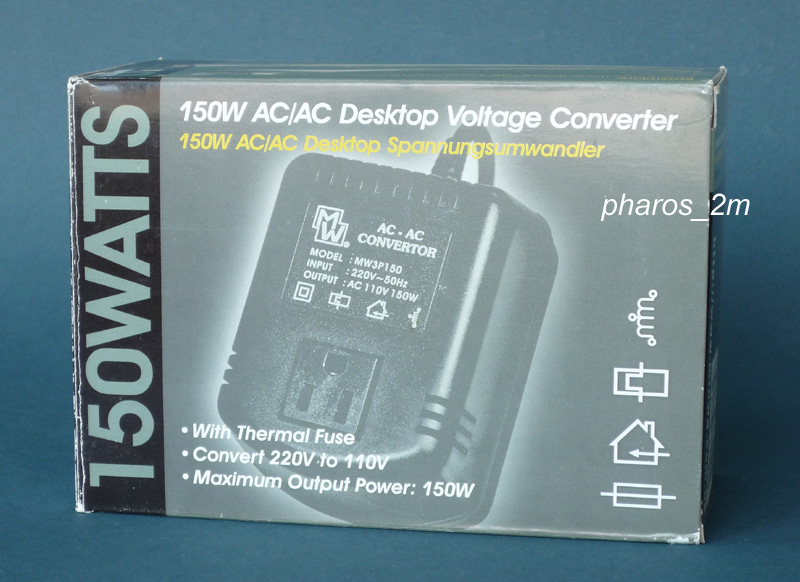 150WATTS
150W AC/AC Desktop Voltage Converter
150W AC/AC Desktop Spannungsumwandler
pharos_2m
MW®
AC - AC
CONVERTOR
MODEL : MW3P150
INPUT : 220V~50Hz
OUTPUT : AC 110V 150W
• With Thermal Fuse
• Convert 220V to 110V
• Maximum Output Power: 150W